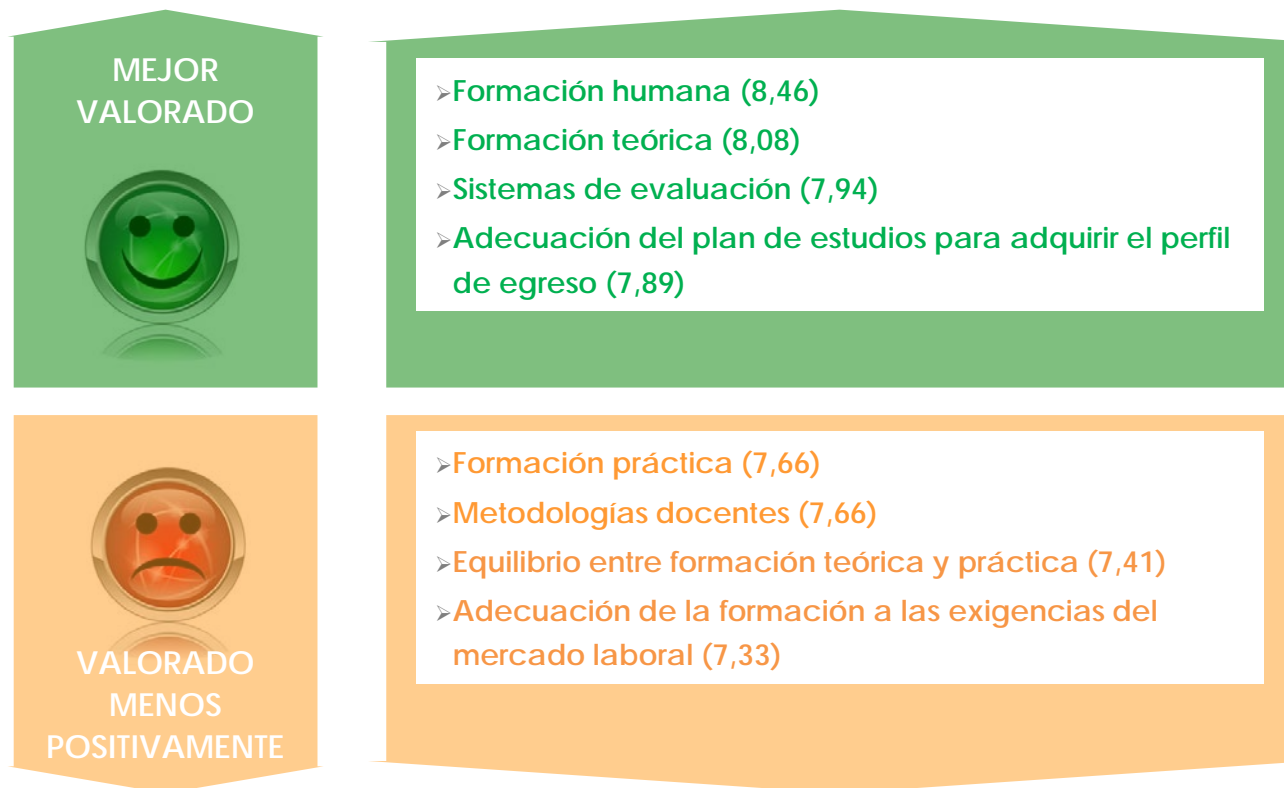 MEJOR
VALORADO
➢Formación humana (8,46)
➢Formación teórica (8,08)
➢Sistemas de evaluación (7,94)
➢Adecuación del plan de estudios para adquirir el perfil
de egreso (7,89)
➢Formación práctica (7,66)
➢Metodologías docentes (7,66)
➢Equilibrio entre formación teórica y práctica (7,41)
➢Adecuación de la formación a las exigencias del
mercado laboral (7,33)
VALORADO
MENOS
POSITIVAMENTE